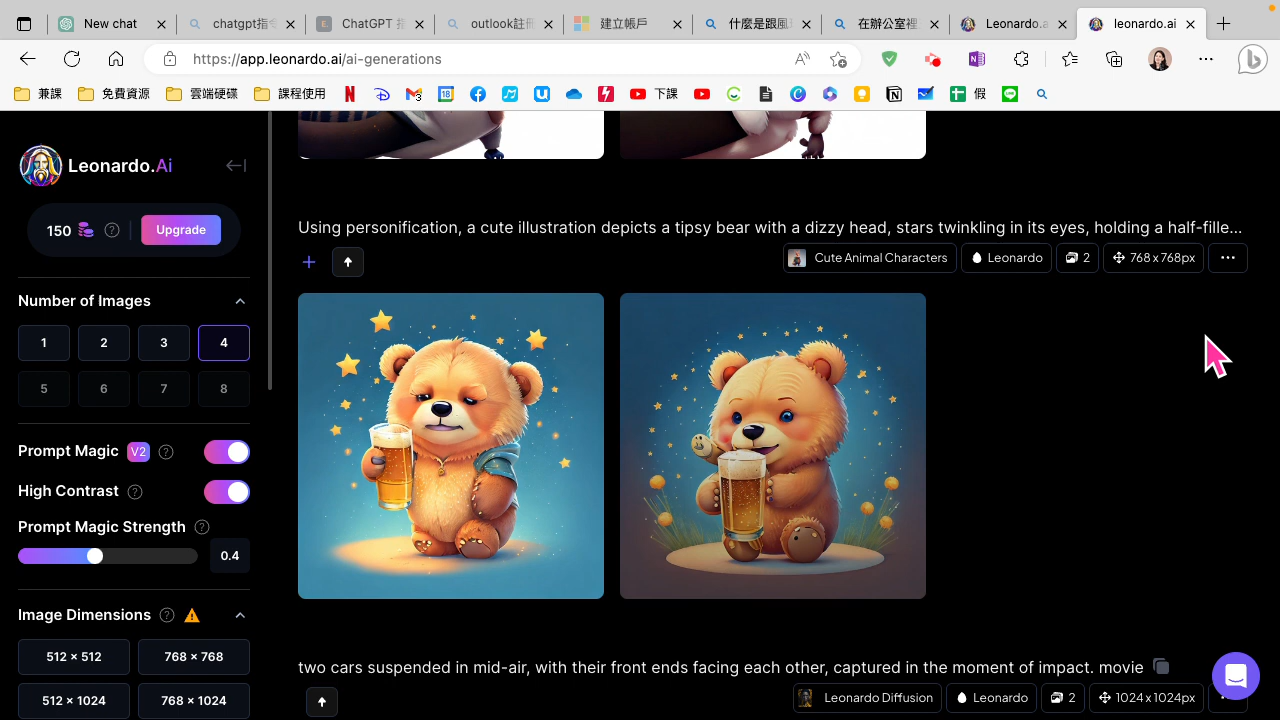 New chat
chatgpt指令
ChatGPT 指
outlook註冊
建立帳戶
什麼是跟風
在辦公室裡
Leonardo.a
leonardo.ai
https://app.leonardo.ai/ai-generations
兼課
免費資源
雲端硬碟
課程使用
下課
假
Leonardo.Ai
150
Upgrade
Using personification, a cute illustration depicts a tipsy bear with a dizzy head, stars twinkling in its eyes, holding a half-fille...
Cute Animal Characters
Leonardo
2
768 x 768px
Number of Images
1 2 3 4
5 6 7 8
Prompt Magic V2
High Contrast
Prompt Magic Strength
0.4
Image Dimensions
512 × 512 768 × 768
512 × 1024 768 × 1024
two cars suspended in mid-air, with their front ends facing each other, captured in the moment of impact. movie
Leonardo Diffusion
Leonardo
2
1024 x 1024px